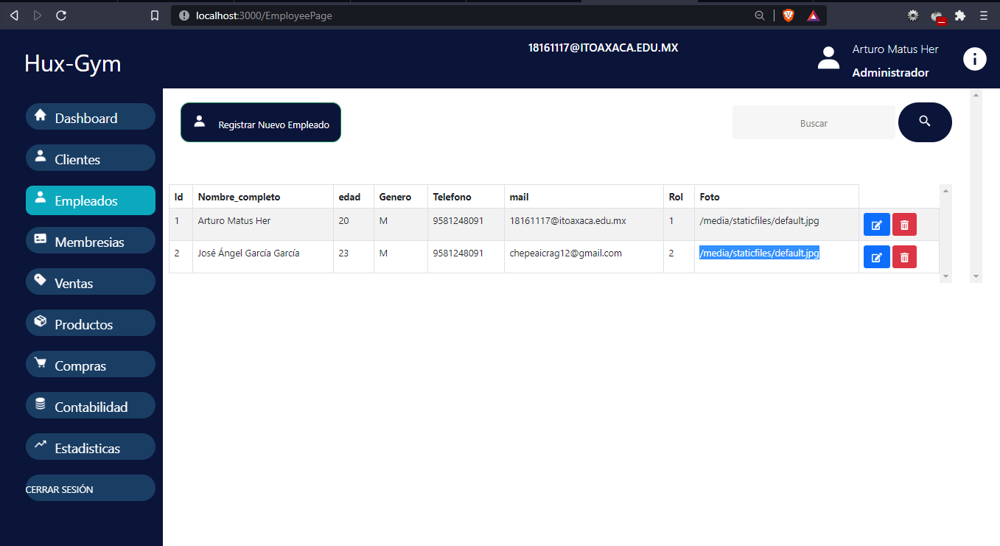 localhost:3000/EmployeePage
Hux-Gym
18161117@ITOAXACA.EDU.MX
Arturo Matus Her
Administrador
Dashboard
Clientes
Empleados
Membresias
Ventas
Productos
Compras
Contabilidad
Estadisticas
CERRAR SESIÓN
Registrar Nuevo Empleado
Buscar
Id Nombre_completo edad Genero Telefono mail Rol Foto
1 Arturo Matus Her 20 M 9581248091 18161117@itoaxaca.edu.mx 1 /media/staticfiles/default.jpg
2 José Ángel García García 23 M 9581248091 chepeaicrag12@gmail.com 2 /media/staticfiles/default.jpg